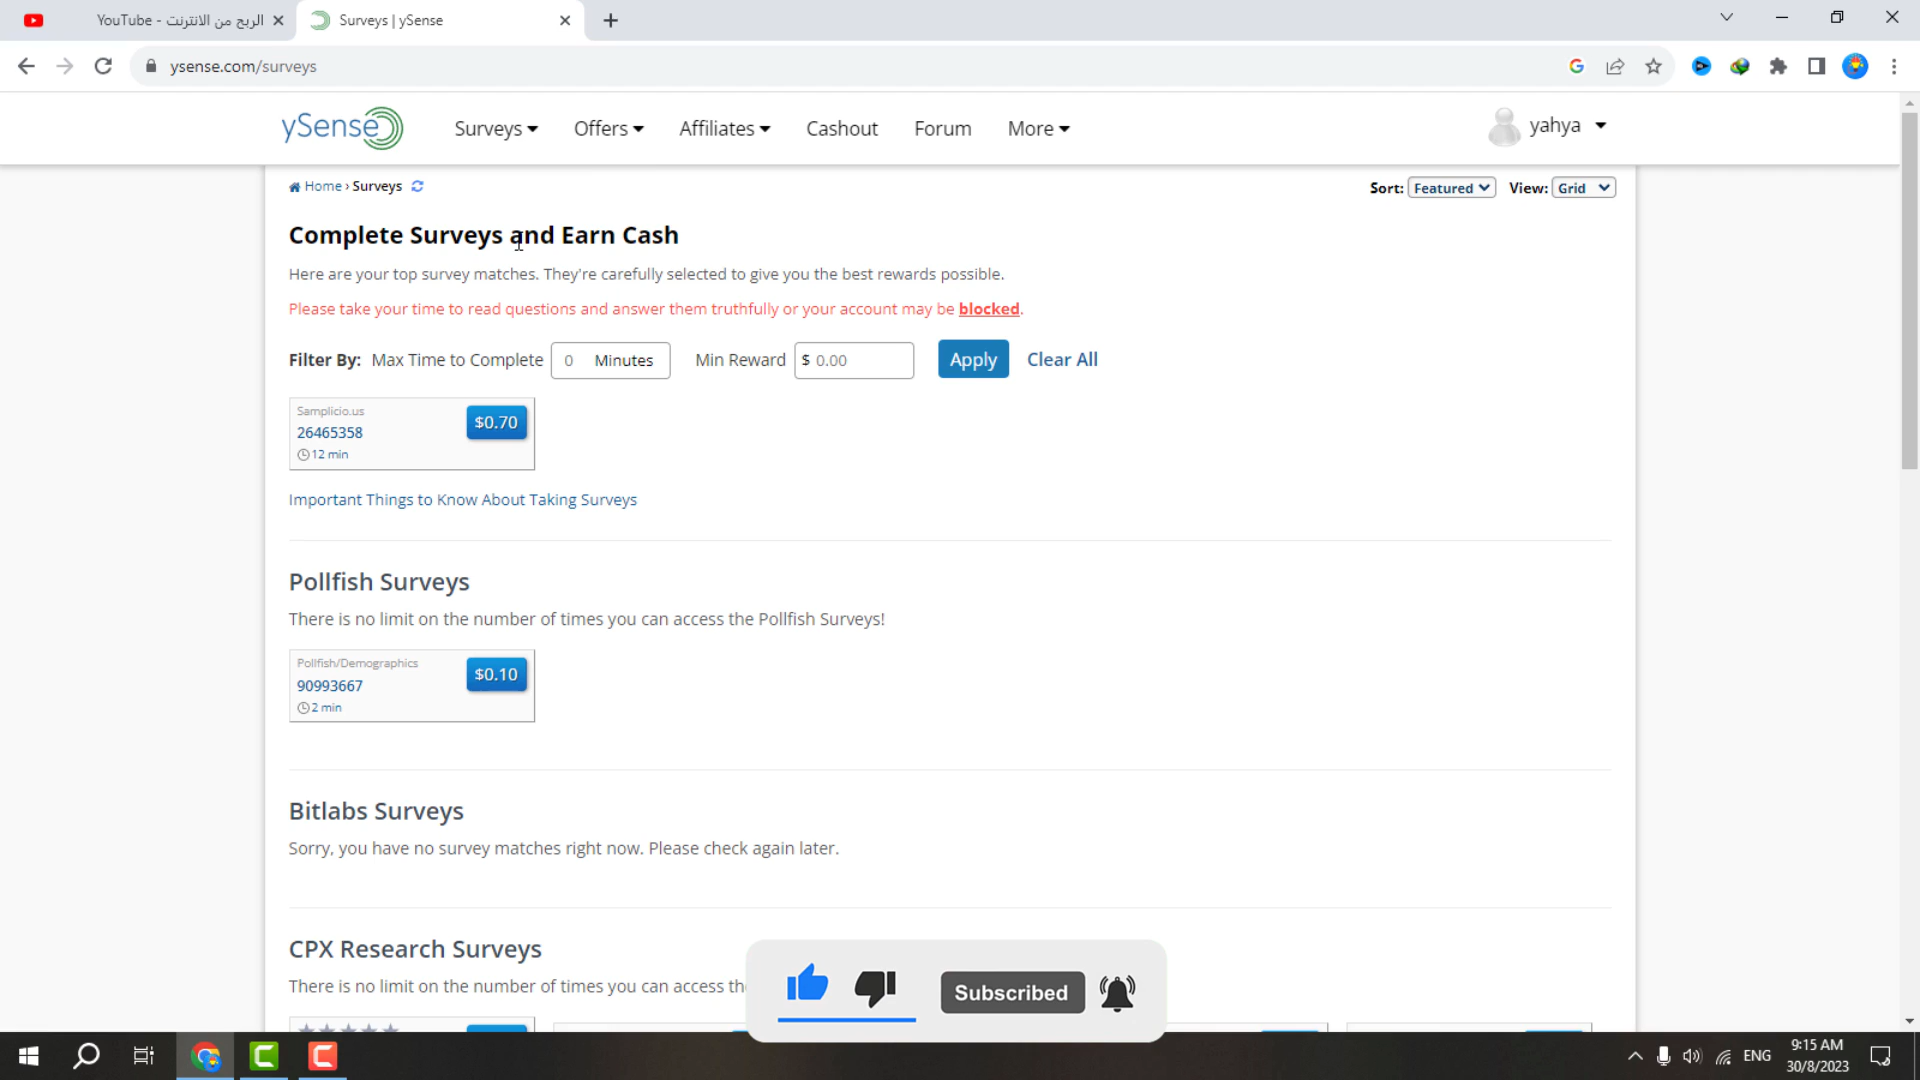 YouTube - الربح من الانترنت
Surveys | ySense
ysense.com/surveys
ySense
Surveys
Offers
Affiliates
Cashout
Forum
More
yahya
Home › Surveys
Sort: Featured
View: Grid
Complete Surveys and Earn Cash
Here are your top survey matches. They're carefully selected to give you the best rewards possible.
Please take your time to read questions and answer them truthfully or your account may be blocked.
Filter By: Max Time to Complete 0 Minutes Min Reward $ 0.00 Apply Clear All
Samplicio.us
26465358
12 min
$0.70
Important Things to Know About Taking Surveys
Pollfish Surveys
There is no limit on the number of times you can access the Pollfish Surveys!
Pollfish/Demographics
90993667
2 min
$0.10
Bitlabs Surveys
Sorry, you have no survey matches right now. Please check again later.
CPX Research Surveys
There is no limit on the number of times you can access
Subscribed
ENG
9:15 AM
30/8/2023